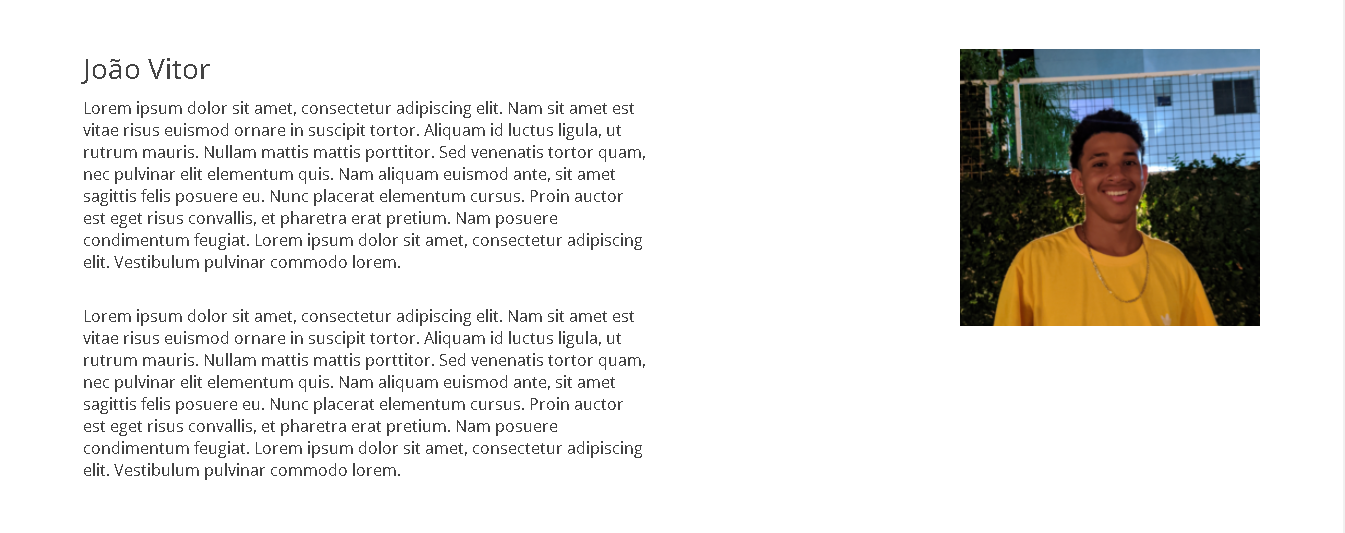 João Vitor
Lorem ipsum dolor sit amet, consectetur adipiscing elit. Nam sit amet est
vitae risus euismod ornare in suscipit tortor. Aliquam id luctus ligula, ut
rutrum mauris. Nullam mattis mattis porttitor. Sed venenatis tortor quam,
nec pulvinar elit elementum quis. Nam aliquam euismod ante, sit amet
sagittis felis posuere eu. Nunc placerat elementum cursus. Proin auctor
est eget risus convallis, et pharetra erat pretium. Nam posuere
condimentum feugiat. Lorem ipsum dolor sit amet, consectetur adipiscing
elit. Vestibulum pulvinar commodo lorem.
Lorem ipsum dolor sit amet, consectetur adipiscing elit. Nam sit amet est
vitae risus euismod ornare in suscipit tortor. Aliquam id luctus ligula, ut
rutrum mauris. Nullam mattis mattis porttitor. Sed venenatis tortor quam,
nec pulvinar elit elementum quis. Nam aliquam euismod ante, sit amet
sagittis felis posuere eu. Nunc placerat elementum cursus. Proin auctor
est eget risus convallis, et pharetra erat pretium. Nam posuere
condimentum feugiat. Lorem ipsum dolor sit amet, consectetur adipiscing
elit. Vestibulum pulvinar commodo lorem.